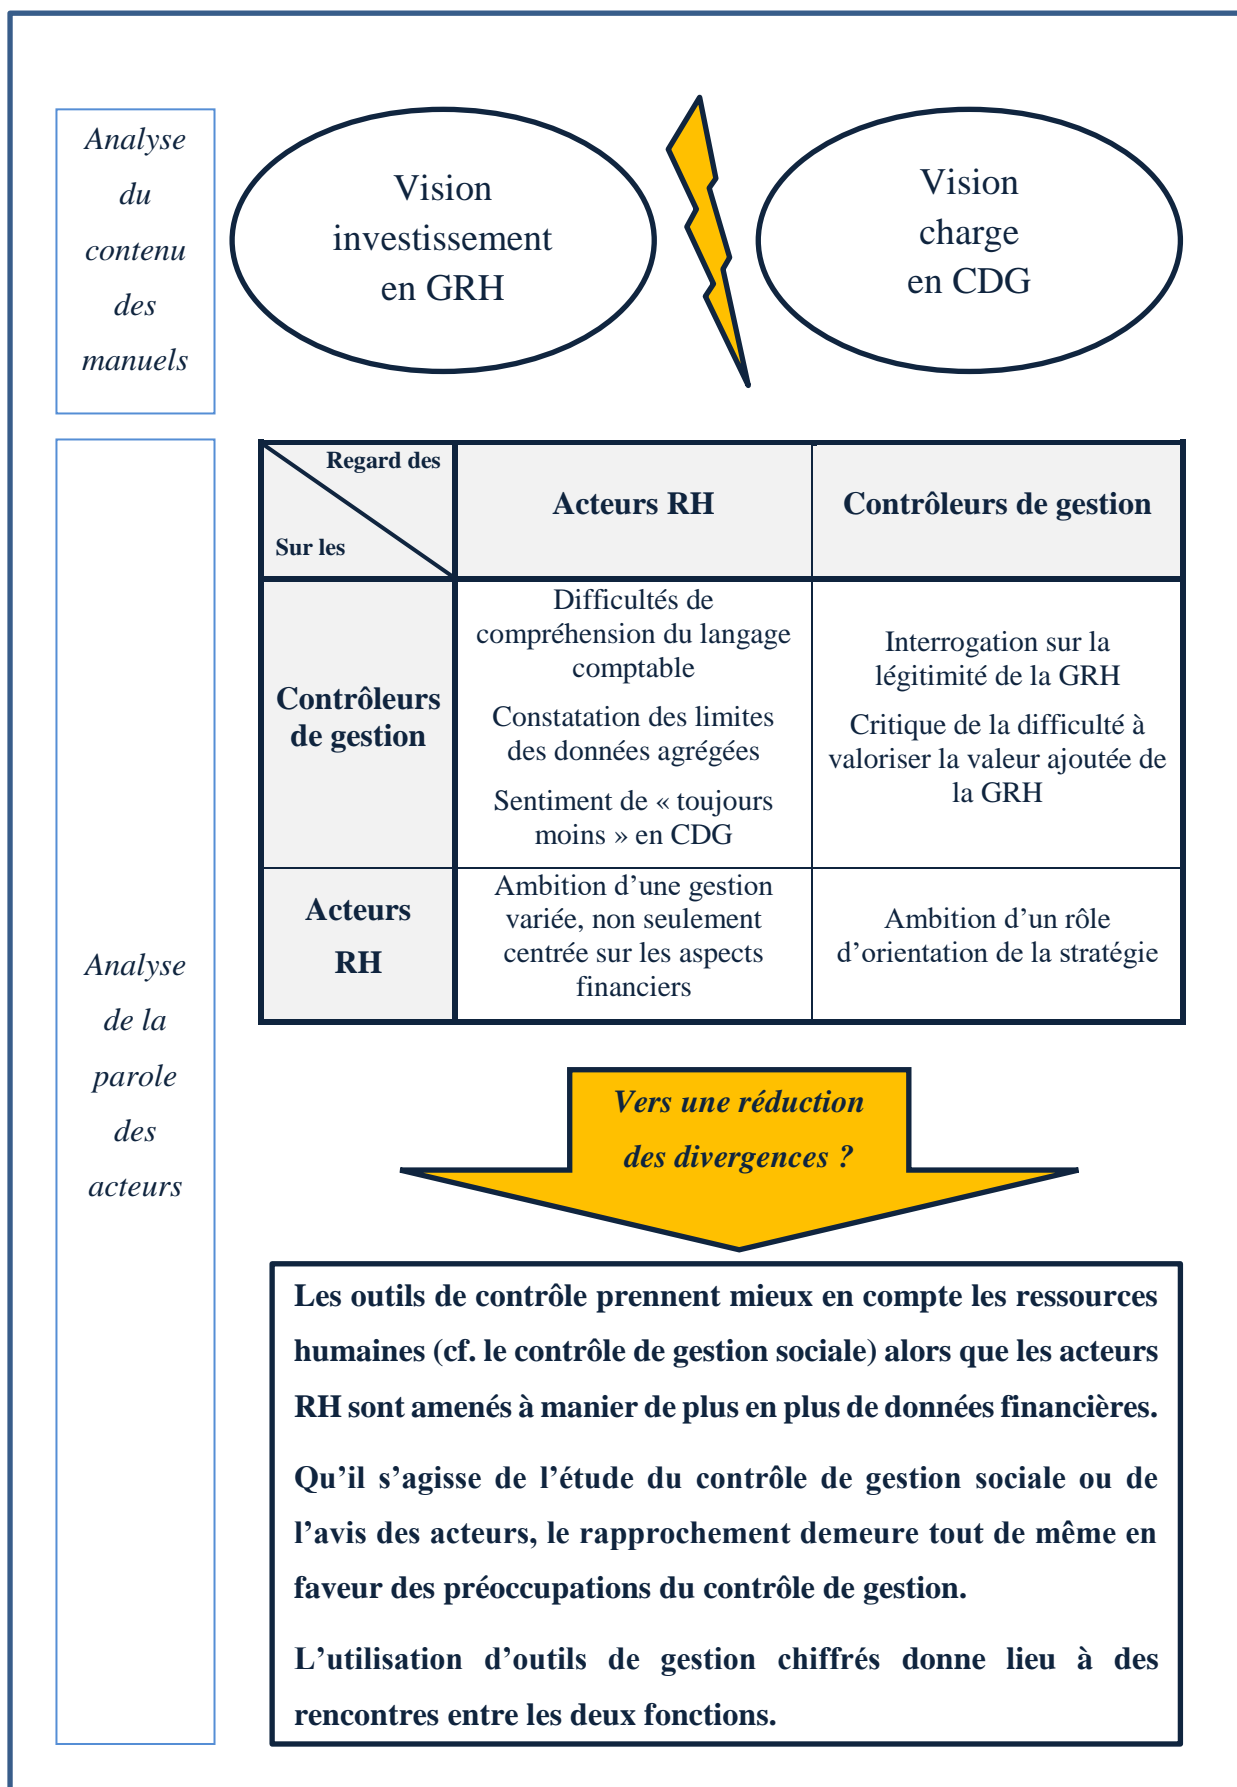 Analyse
du
contenu
des
manuels
Vision
investissement
en GRH
Vision
charge
en CDG
Analyse
de la
parole
des
acteurs
Regard des
Sur les
Acteurs RH
Contrôleurs de gestion
Contrôleurs
de gestion
Difficultés de
compréhension du langage
comptable
Constatation des limites
des données agrégées
Sentiment de « toujours
moins » en CDG
Interrogation sur la
légitimité de la GRH
Critique de la difficulté à
valoriser la valeur ajoutée de
la GRH
Acteurs
RH
Ambition d’une gestion
variée, non seulement
centrée sur les aspects
financiers
Ambition d’un rôle
d’orientation de la stratégie
Vers une réduction
des divergences ?
Les outils de contrôle prennent mieux en compte les ressources
humaines (cf. le contrôle de gestion sociale) alors que les acteurs
RH sont amenés à manier de plus en plus de données financières.
Qu’il s’agisse de l’étude du contrôle de gestion sociale ou de
l’avis des acteurs, le rapprochement demeure tout de même en
faveur des préoccupations du contrôle de gestion.
L’utilisation d’outils de gestion chiffrés donne lieu à des
rencontres entre les deux fonctions.